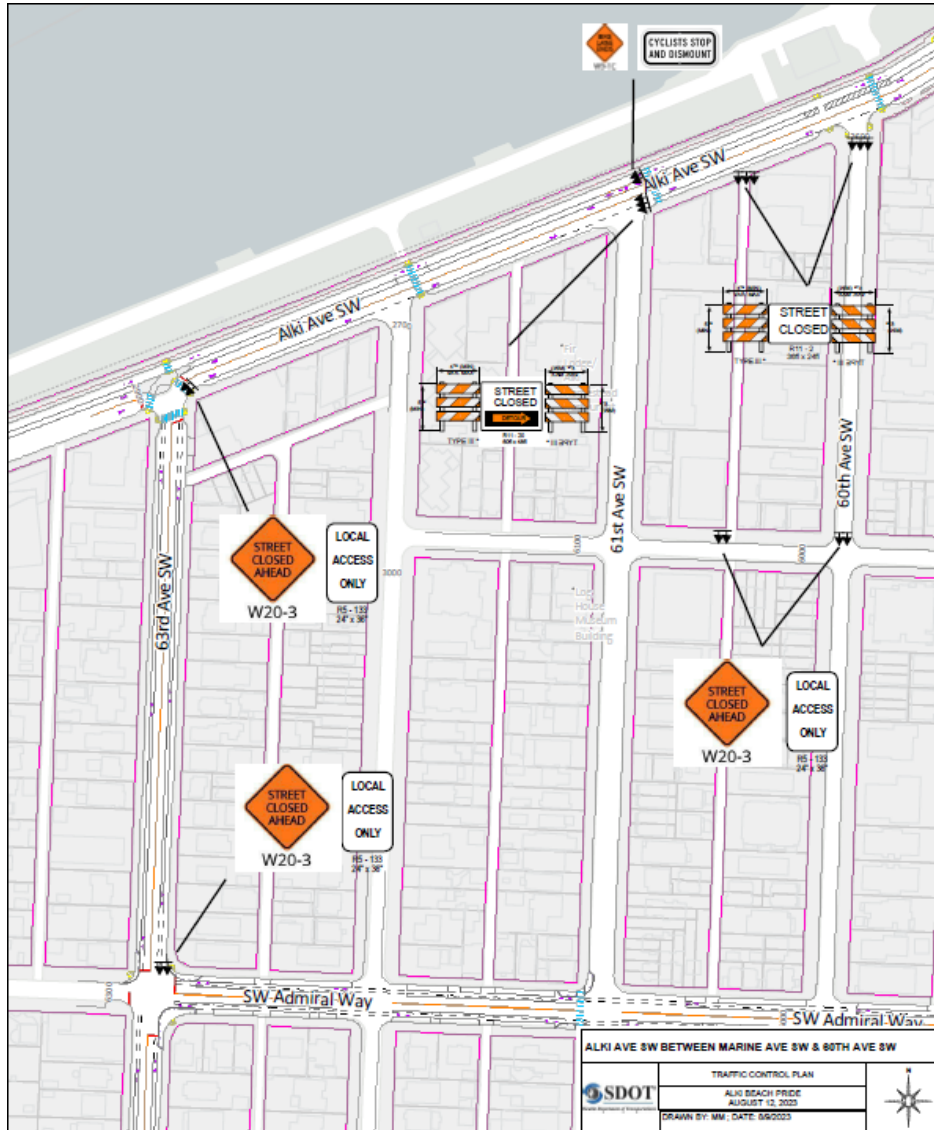 CYCLISTS STOP
AND DISMOUNT
Alki Ave SW
Alki Ave SW
STREET
CLOSED
R11 - 2
TYPE III*
270
STREET
CLOSED
TYPE III*
60th Ave SW
61st Ave SW
63rd Ave SW
STREET
CLOSED
AHEAD
W20-3
LOCAL
ACCESS
ONLY
R5 - 133
24" x 36"
3000
6100
6000
Log
House
Museum
Building
STREET
CLOSED
AHEAD
W20-3
LOCAL
ACCESS
ONLY
R5 - 133
24" x 36"
STREET
CLOSED
AHEAD
W20-3
LOCAL
ACCESS
ONLY
R5 - 133
24" x 36"
6300
SW Admiral Way
SW Admiral Way
ALKI AVE SW BETWEEN MARINE AVE SW & 60TH AVE SW
SDOT
TRAFFIC CONTROL PLAN
ALKI BEACH PRIDE
AUGUST 12, 2023
DRAWN BY: MM ; DATE: 8/9/2023
N